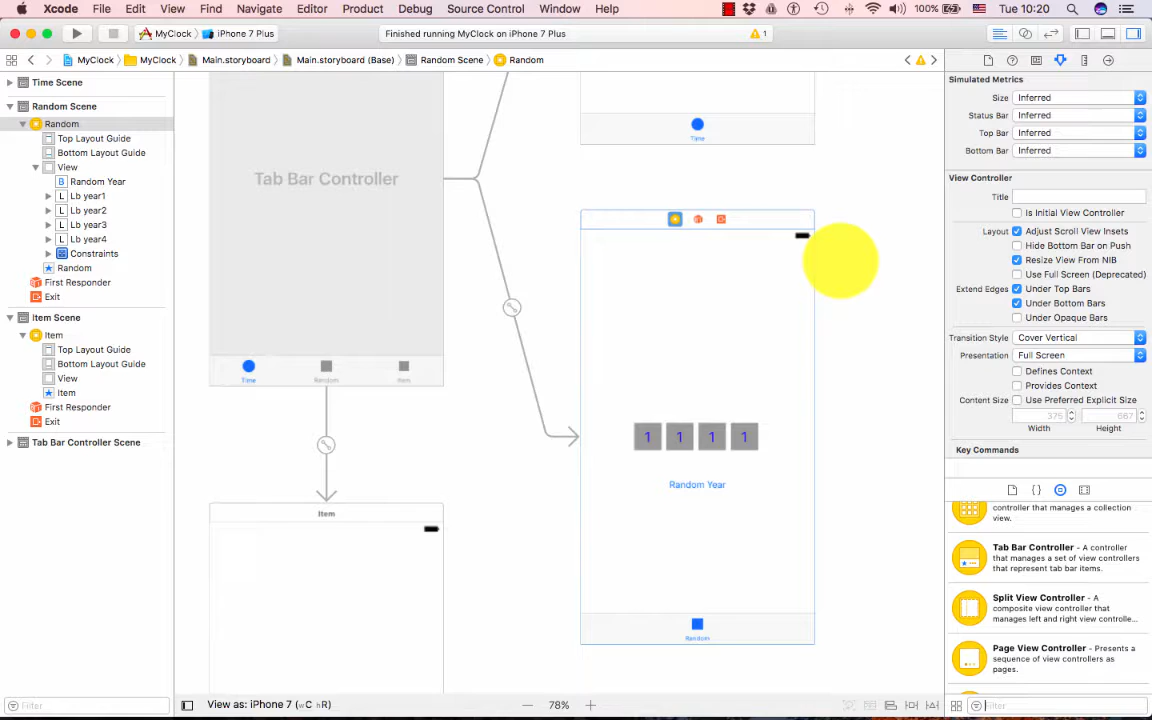 Xcode File Edit View Find Navigate Editor Product Debug Source Control Window Help 100% Tue 10:20
MyClock iPhone 7 Plus Finished running MyClock on iPhone 7 Plus 1
MyClock MyClock Main.storyboard Main.storyboard (Base) Random Scene Random
Time Scene
Random Scene
Random
Top Layout Guide
Bottom Layout Guide
View
B Random Year
L Lb year1
L Lb year2
L Lb year3
L Lb year4
Constraints
Random
First Responder
Exit
Item Scene
Item
Top Layout Guide
Bottom Layout Guide
View
Item
First Responder
Exit
Tab Bar Controller Scene
Filter
Tab Bar Controller
Time Random Item
Item
Time
1 1 1 1
Random Year
Random
View as: iPhone 7 (wC hR) 78%
Simulated Metrics
Size Inferred
Status Bar Inferred
Top Bar Inferred
Bottom Bar Inferred
View Controller
Title
Is Initial View Controller
Layout Adjust Scroll View Insets
Hide Bottom Bar on Push
Resize View From NIB
Use Full Screen (Deprecated)
Extend Edges Under Top Bars
Under Bottom Bars
Under Opaque Bars
Transition Style Cover Vertical
Presentation Full Screen
Defines Context
Provides Context
Content Size Use Preferred Explicit Size
375 667
Width Height
Key Commands
controller that manages a collection
view.
Tab Bar Controller - A controller
that manages a set of view controllers
that represent tab bar items.
Split View Controller - A
composite view controller that
manages left and right view controlle...
Page View Controller - Presents a
sequence of view controllers as
pages.
Filter